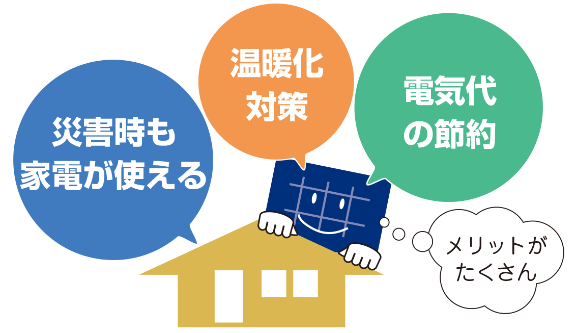 災害時も
家電が使える
温暖化
対策
電気代
の節約
メリットが
たくさん